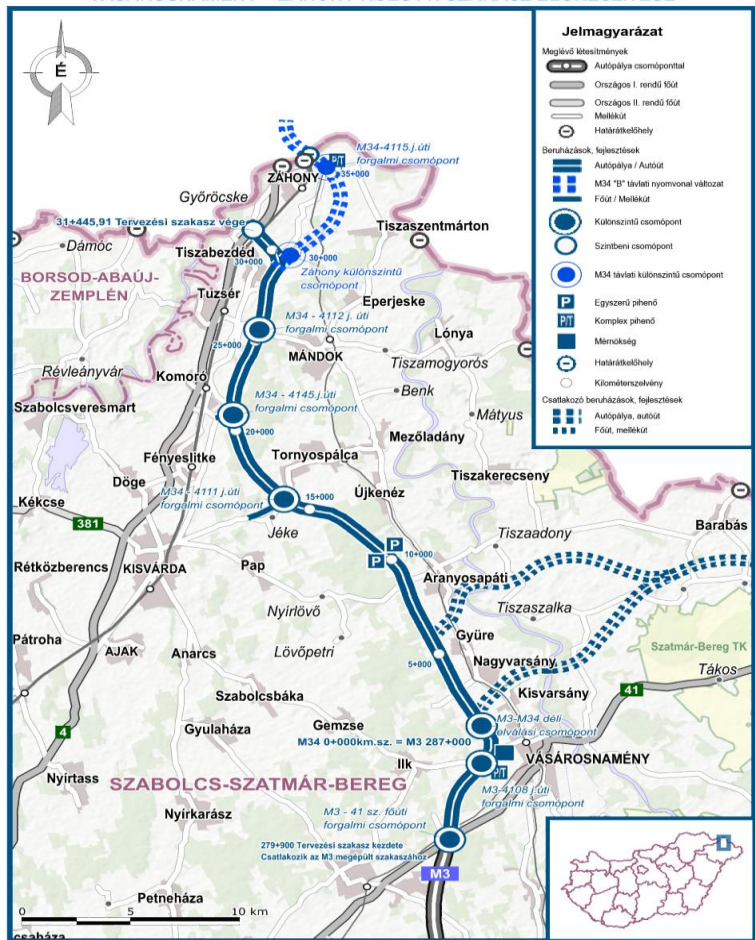 É
Jelmagyarázat
Meglévő létesítmények
Autópálya csomóponttal
Országos I. rendű főút
Országos II. rendű főút
Mellékút
Határátkelőhely
Beruházások, fejlesztések
Autópálya / Autóút
M34 "B" távlati nyomvonal változat
Főút / Mellékút
Különszintű csomópont
Szintbeni csomópont
M34 távlati különszintű csomópont
P Egyszerű pihenő
P/T Komplex pihenő
Mérnökség
Határátkelőhely
Kilométerszelvény
Csatlakozó beruházások, fejlesztések
Autópálya, autóút
Főút, mellékút
M34-4115.j.úti
forgalmi csomópont
P/T
35+000
ZÁHONY
Győröcske
31+445,91 Tervezési szakasz vége
Tiszaszentmárton
Dámóc
Tiszabezdéd
30+000
30+000
Záhony különszintű
csomópont
BORSOD-ABAÚJ-
ZEMPLÉN
Tuzsér
Eperjeske
M34 - 4112 j. úti
forgalmi csomópont
Lónya
25+000
MÁNDOK
Tiszamogyorós
Révleányvár
Komoró
M34 - 4145.j.úti
forgalmi csomópont
Benk
Szabolcsveresmart
Mátyus
20+000
Mezőladány
Fényeslitke
Tornyospálca
Döge
M34 - 4111 j.úti
forgalmi csomópont
Tiszakerecseny
15+000
Újkenéz
Kékcse
381
Jéke
Barabás
Tiszaadony
P
P
10+000
Rétközberencs
KISVÁRDA
Pap
Aranyosapáti
Nyírlövő
Tiszaszalka
Pátroha
Lövőpetri
Gyüre
AJAK
Anarcs
Szatmár-Bereg TK
5+000
Nagyvarsány
Tákos
Szabolcsbáka
Kisvarsány
41
4
Gyulaháza
Gemzse
M3-M34 déli
elválási csomópont
M34 0+000km.sz. = M3 287+000
Ilk
VÁSÁROSNAMÉNY
Nyírtass
P/T
SZABOLCS-SZATMÁR-BEREG
M3-4108 j.úti
forgalmi csomópont
Nyírkarász
M3 - 41 sz. főúti
forgalmi csomópont
279+900 Tervezési szakasz kezdete
Csatlakozik az M3 megépült szakaszához
M3
Petneháza
0 5 10 km